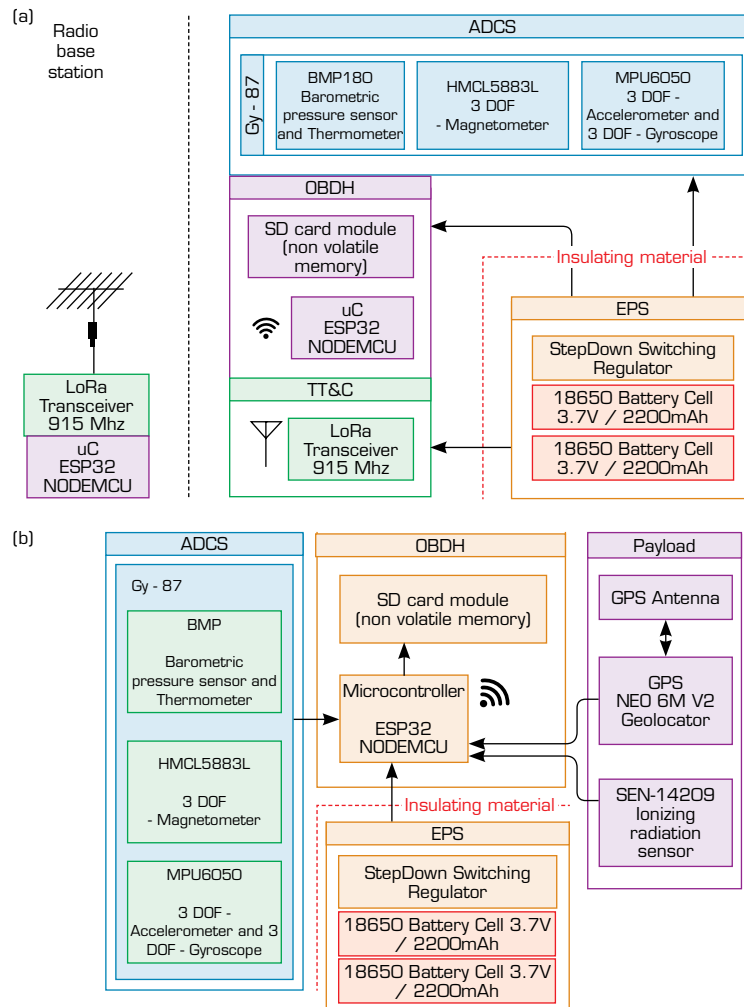 (a)
Radio
base
station
ADCS
Gy - 87
BMP180
Barometric
pressure sensor
and Thermometer
HMCL5883L
3 DOF
- Magnetometer
MPU6050
3 DOF -
Accelerometer and
3 DOF - Gyroscope
OBDH
SD card module
(non volatile
memory)
uC
ESP32
NODEMCU
Insulating material
EPS
StepDown Switching
Regulator
18650 Battery Cell
3.7V / 2200mAh
18650 Battery Cell
3.7V / 2200mAh
TT&C
LoRa
Transceiver
915 Mhz
LoRa
Transceiver
915 Mhz
uC
ESP32
NODEMCU
(b)
ADCS
Gy - 87
BMP
Barometric
pressure sensor and
Thermometer
HMCL5883L
3 DOF
- Magnetometer
MPU6050
3 DOF -
Accelerometer and 3
DOF - Gyroscope
OBDH
SD card module
(non volatile memory)
Microcontroller
ESP32
NODEMCU
Insulating material
EPS
StepDown Switching
Regulator
18650 Battery Cell 3.7V
/ 2200mAh
18650 Battery Cell 3.7V
/ 2200mAh
Payload
GPS Antenna
GPS
NEO 6M V2
Geolocator
SEN-14209
Ionizing
radiation
sensor